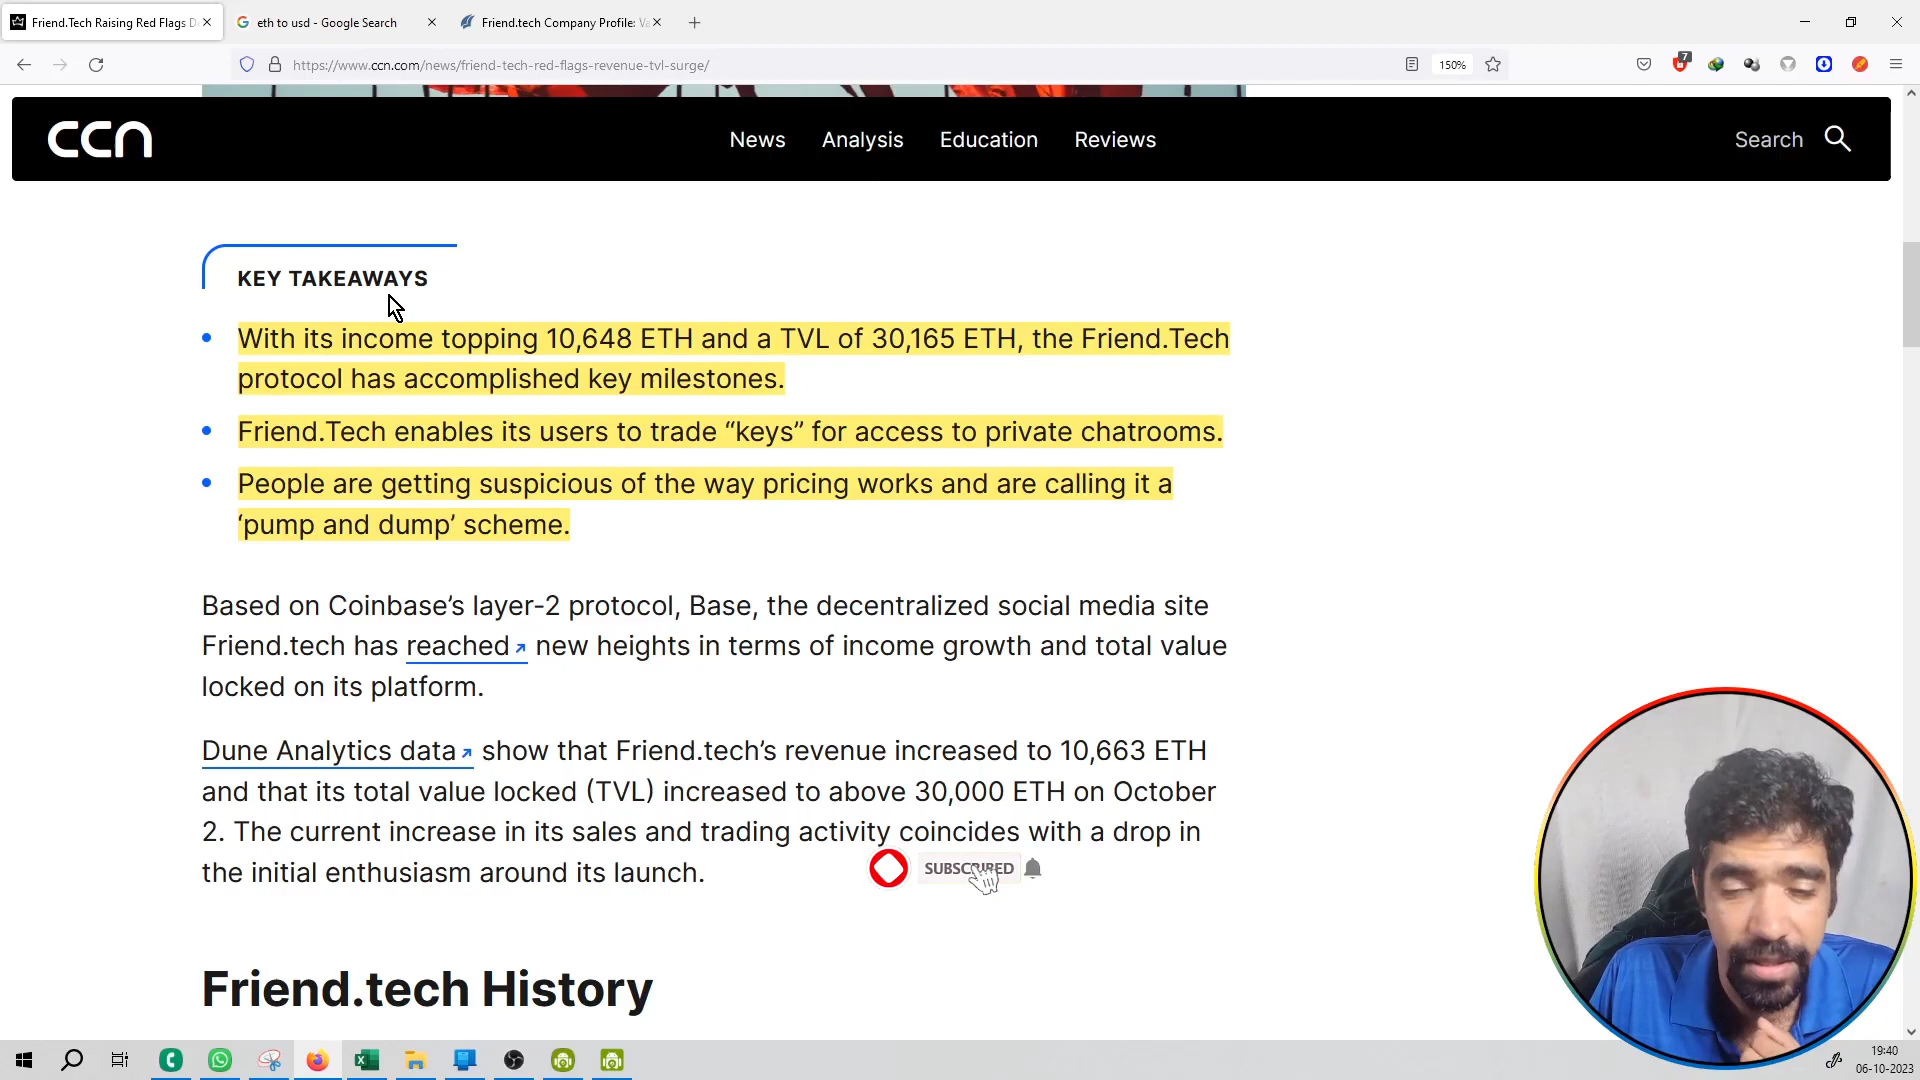 Friend.Tech Raising Red Flags D
eth to usd - Google Search
Friend.tech Company Profile: Va
https://www.ccn.com/news/friend-tech-red-flags-revenue-tvl-surge/
150%
7
ccn
News
Analysis
Education
Reviews
Search
KEY TAKEAWAYS
With its income topping 10,648 ETH and a TVL of 30,165 ETH, the Friend.Tech
protocol has accomplished key milestones.
Friend.Tech enables its users to trade “keys” for access to private chatrooms.
People are getting suspicious of the way pricing works and are calling it a
‘pump and dump’ scheme.
Based on Coinbase’s layer-2 protocol, Base, the decentralized social media site
Friend.tech has reached new heights in terms of income growth and total value
locked on its platform.
Dune Analytics data show that Friend.tech’s revenue increased to 10,663 ETH
and that its total value locked (TVL) increased to above 30,000 ETH on October
2. The current increase in its sales and trading activity coincides with a drop in
the initial enthusiasm around its launch.
SUBSCRIBED
Friend.tech History
19:40
06-10-2023